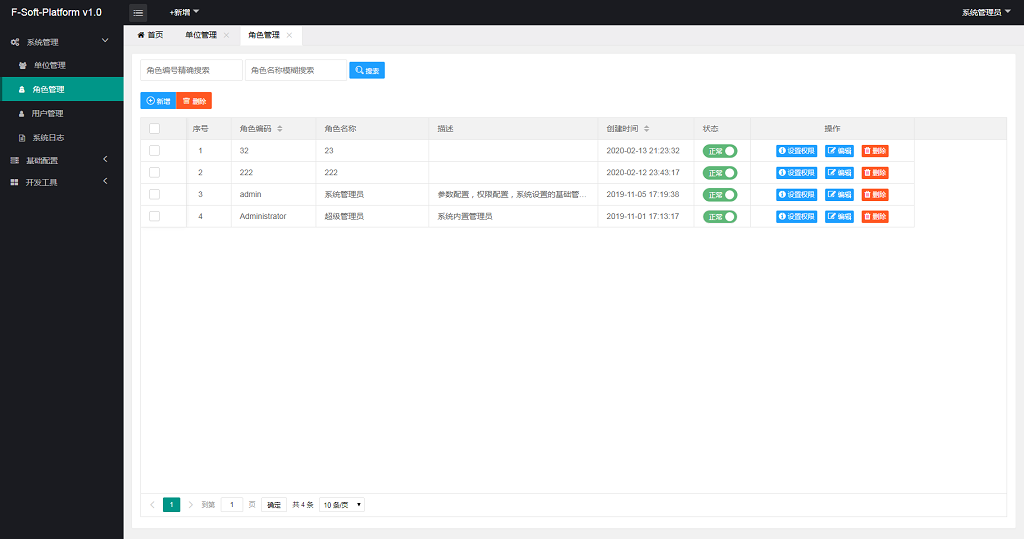 F-Soft-Platform v1.0
+新增
系统管理员
系统管理
单位管理
角色管理
用户管理
系统日志
基础配置
开发工具
首页 单位管理 角色管理
角色编号精确搜索 角色名称模糊搜索 搜索
新增 删除
序号 角色编码 角色名称 描述 创建时间 状态 操作
1 32 23 2020-02-13 21:23:32 正常 设置权限 编辑 删除
2 222 222 2020-02-12 23:43:17 正常 设置权限 编辑 删除
3 admin 系统管理员 参数配置，权限配置，系统设置的基础管... 2019-11-05 17:19:38 正常 设置权限 编辑 删除
4 Administrator 超级管理员 系统内置管理员 2019-11-01 17:13:17 正常 设置权限 编辑 删除
1 到第 1 页 确定 共 4 条 10 条/页